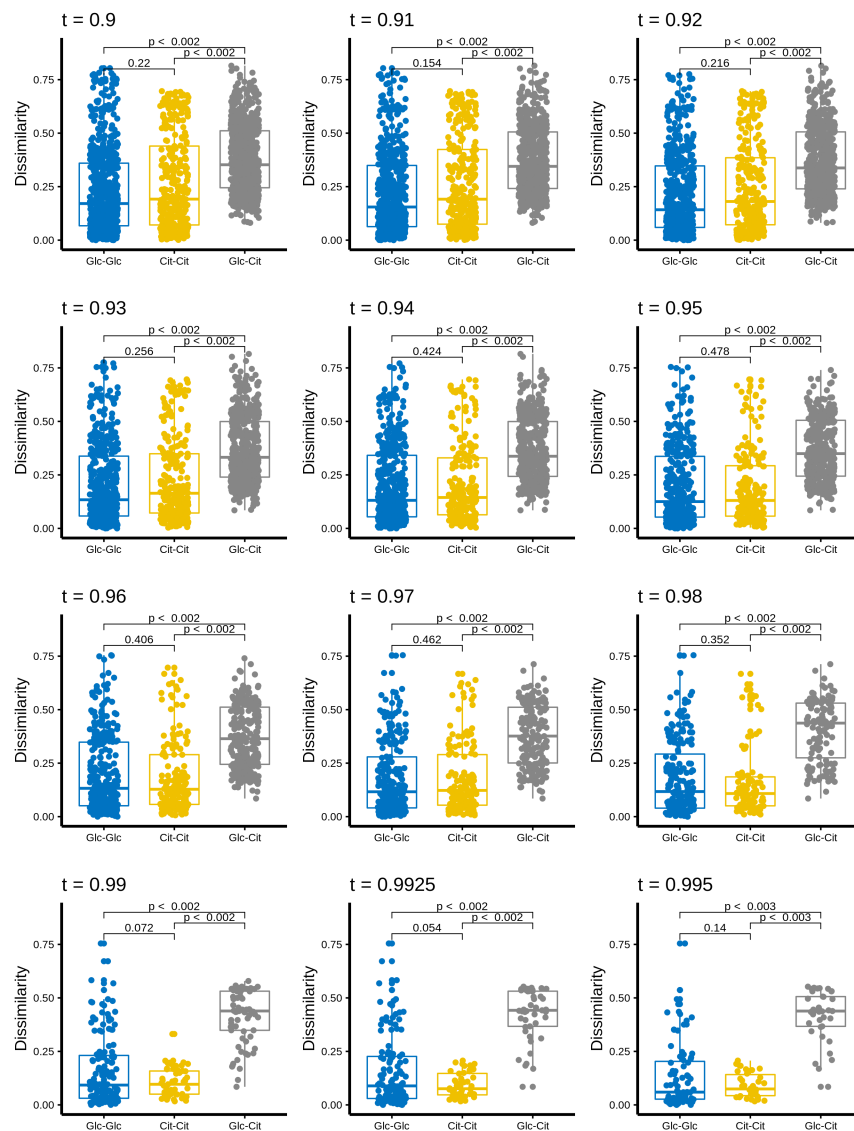 t = 0.9
t = 0.91
t = 0.92
p < 0.002
p < 0.002
0.22
p < 0.002
p < 0.002
0.154
p < 0.002
p < 0.002
0.216
Dissimilarity
0.75
0.50
0.25
0.00
Dissimilarity
0.75
0.50
0.25
0.00
Dissimilarity
0.75
0.50
0.25
0.00
Glc-Glc Cit-Cit Glc-Cit
Glc-Glc Cit-Cit Glc-Cit
Glc-Glc Cit-Cit Glc-Cit
t = 0.93
t = 0.94
t = 0.95
p < 0.002
p < 0.002
0.256
p < 0.002
p < 0.002
0.424
p < 0.002
p < 0.002
0.478
Dissimilarity
0.75
0.50
0.25
0.00
Dissimilarity
0.75
0.50
0.25
0.00
Dissimilarity
0.75
0.50
0.25
0.00
Glc-Glc Cit-Cit Glc-Cit
Glc-Glc Cit-Cit Glc-Cit
Glc-Glc Cit-Cit Glc-Cit
t = 0.96
t = 0.97
t = 0.98
p < 0.002
p < 0.002
0.406
p < 0.002
p < 0.002
0.462
p < 0.002
p < 0.002
0.352
Dissimilarity
0.75
0.50
0.25
0.00
Dissimilarity
0.75
0.50
0.25
0.00
Dissimilarity
0.75
0.50
0.25
0.00
Glc-Glc Cit-Cit Glc-Cit
Glc-Glc Cit-Cit Glc-Cit
Glc-Glc Cit-Cit Glc-Cit
t = 0.99
t = 0.9925
t = 0.995
p < 0.002
p < 0.002
0.072
p < 0.002
p < 0.002
0.054
p < 0.003
p < 0.003
0.14
Dissimilarity
0.75
0.50
0.25
0.00
Dissimilarity
0.75
0.50
0.25
0.00
Dissimilarity
0.75
0.50
0.25
0.00
Glc-Glc Cit-Cit Glc-Cit
Glc-Glc Cit-Cit Glc-Cit
Glc-Glc Cit-Cit Glc-Cit